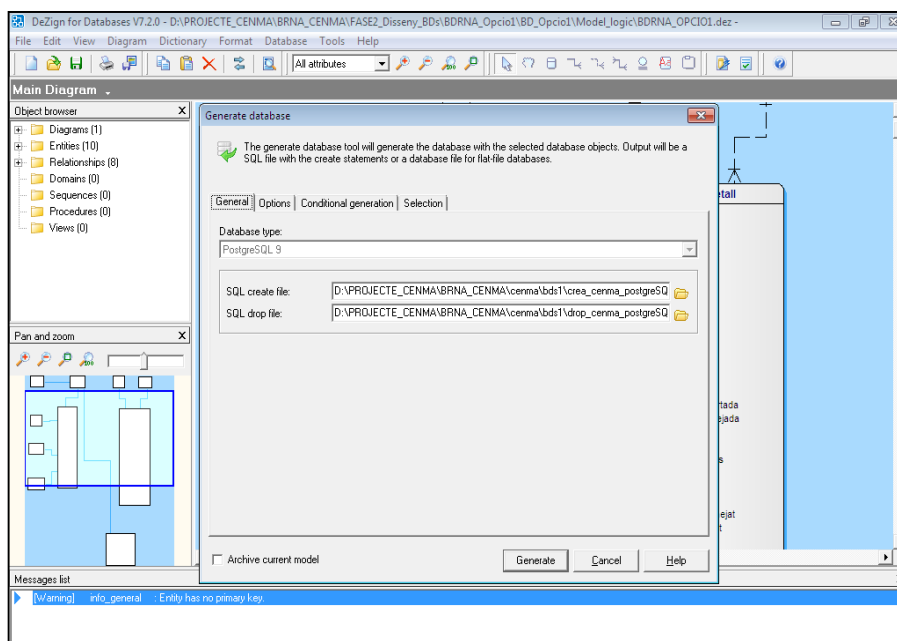 DeZign for Databases V7.2.0 - D:\PROJECTE_CENMA\BRNA_CENMA\FASE2_Disseny_BDs\BDRNA_Opcio1\BD_Opcio1\Model_logic\BDRNA_OPCIO1.dez -
File Edit View Diagram Dictionary Format Database Tools Help
All attributes
Main Diagram
Object browser X
Diagrams (1)
Entities (10)
Relationships (8)
Domains (0)
Sequences (0)
Procedures (0)
Views (0)
Pan and zoom X
Generate database
The generate database tool will generate the database with the selected database objects. Output will be a
SQL file with the create statements or a database file for flat-file databases.
General Options Conditional generation Selection
Database type:
PostgreSQL 9
SQL create file: D:\PROJECTE_CENMA\BRNA_CENMA\cenma\bds1\crea_cenma_postgreSQ
SQL drop file: D:\PROJECTE_CENMA\BRNA_CENMA\cenma\bds1\drop_cenma_postgreSQ
Archive current model
Generate Cancel Help
etall
tada
ejada
s
ejat
t
Messages list
[Warning] info_general : Entity has no primary key.